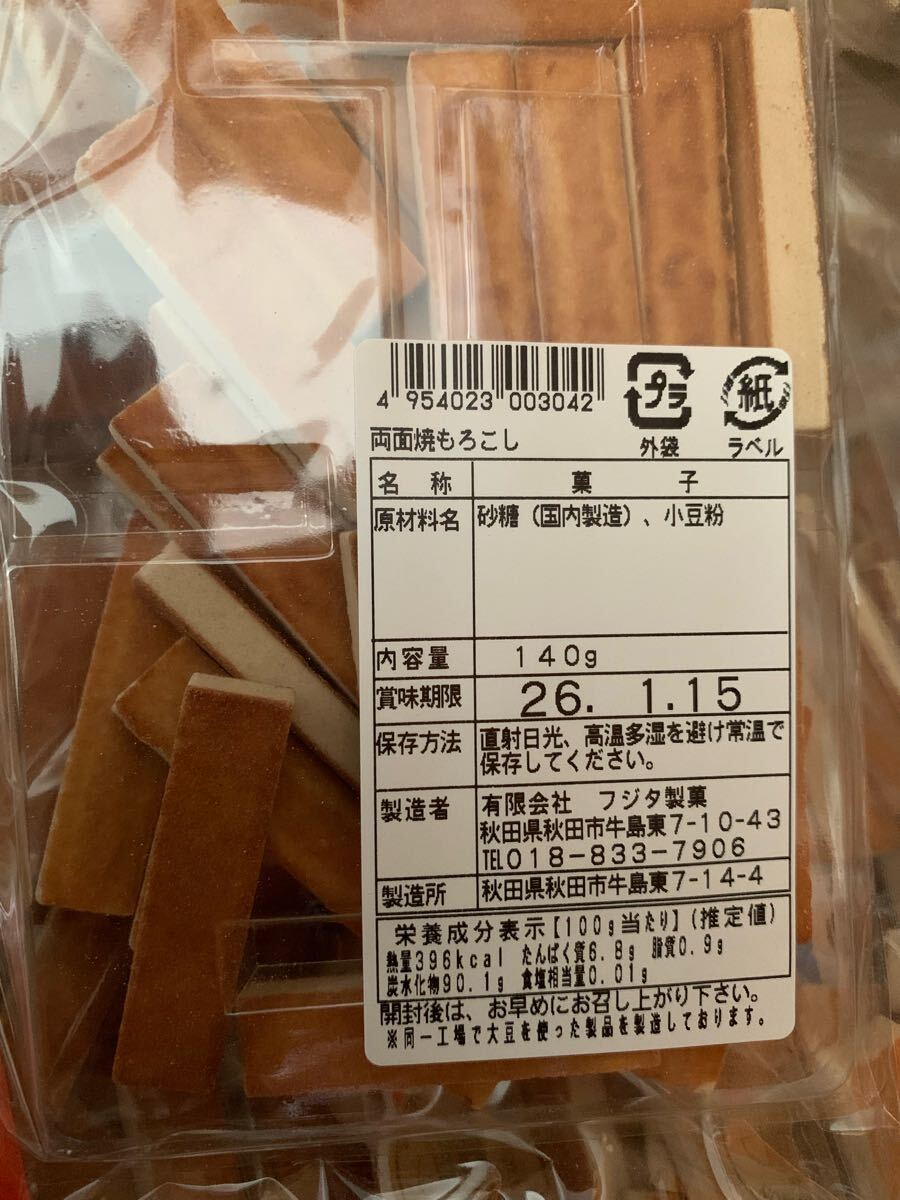 4 954023 003042
プラ
外袋
紙
ラベル
両面焼もろこし
名 称 菓 子
原材料名 砂糖（国内製造）、小豆粉
内容量 140g
賞味期限 26. 1.15
保存方法 直射日光、高温多湿を避け常温で
保存してください。
製造者 有限会社 フジタ製菓
秋田県秋田市牛島東7-10-43
TEL018-833-7906
製造所 秋田県秋田市牛島東7-14-4
栄養成分表示【100g当たり】(推定値)
熱量396kcal たんぱく質6.8g 脂質0.9g
炭水化物90.1g 食塩相当量0.01g
開封後は、お早めにお召し上がり下さい。
※同一工場で大豆を使った製品を製造しております。